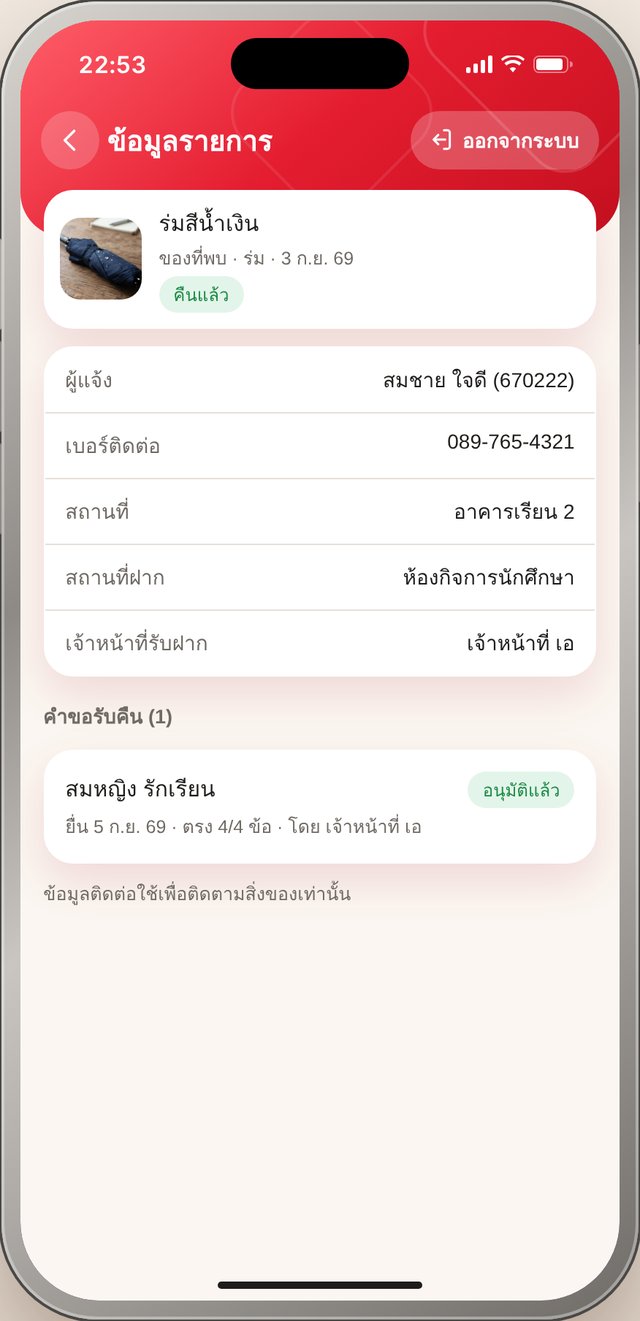 22:53
ข้อมูลรายการ
ออกจากระบบ
ร่มสีน้ำเงิน
ของที่พบ · ร่ม · 3 ก.ย. 69
คืนแล้ว
ผู้แจ้ง สมชาย ใจดี (670222)
เบอร์ติดต่อ 089-765-4321
สถานที่ อาคารเรียน 2
สถานที่ฝาก ห้องกิจการนักศึกษา
เจ้าหน้าที่รับฝาก เจ้าหน้าที่ เอ
คำขอรับคืน (1)
สมหญิง รักเรียน อนุมัติแล้ว
ยื่น 5 ก.ย. 69 · ตรง 4/4 ข้อ · โดย เจ้าหน้าที่ เอ
ข้อมูลติดต่อใช้เพื่อติดตามสิ่งของเท่านั้น